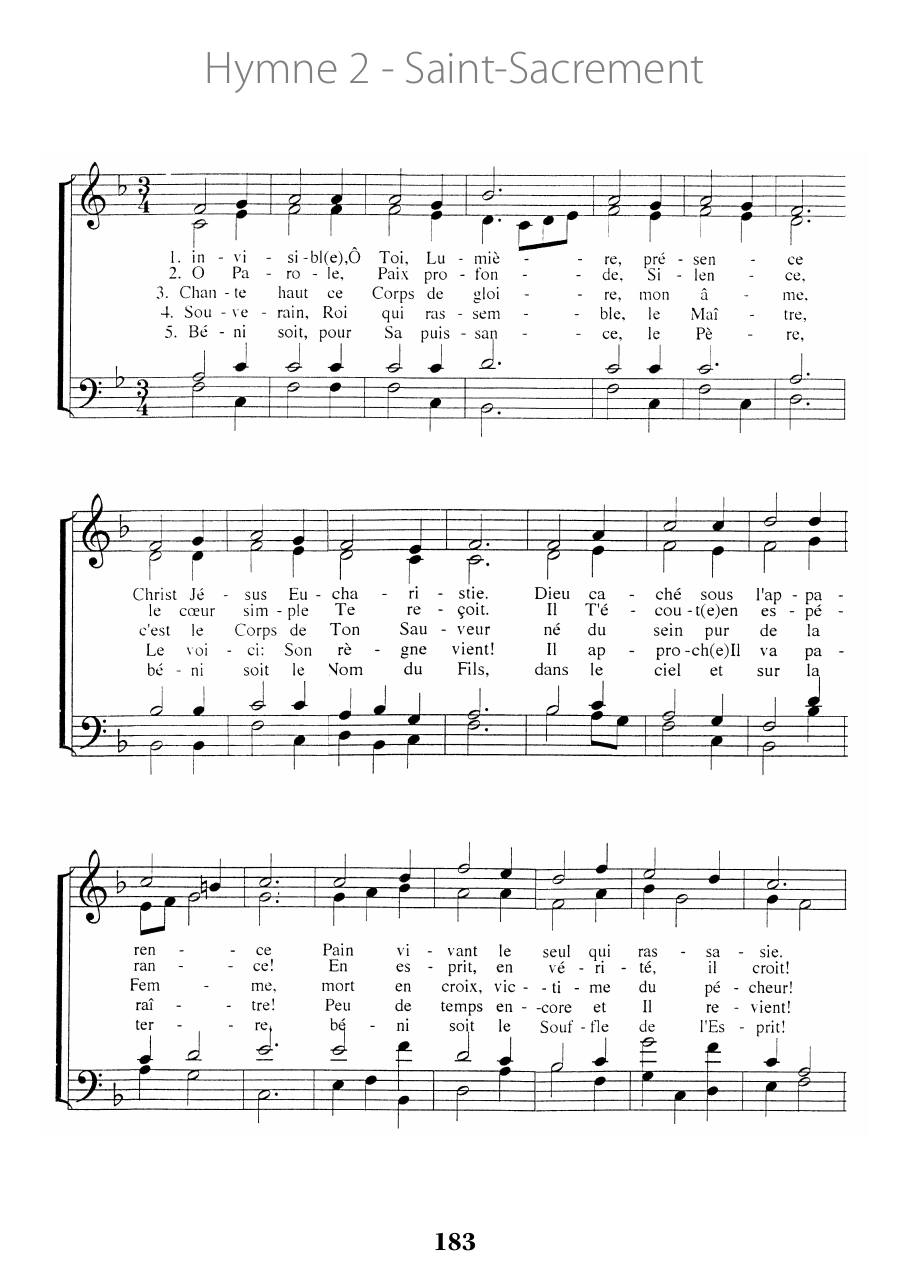 Hymne 2 - Saint-Sacrement
3
4
1. in - vi - si-bl(e),Ô Toi, Lu - miè - - re, pré - sen - ce
2. O Pa - ro - le, Paix pro - fon - - de, Si - len - ce,
3. Chan - te haut ce Corps de gloi - - re, mon â - me,
4. Sou - ve - rain, Roi qui ras - sem - - ble, le Maî - tre,
5. Bé - ni soit, pour Sa puis - san - - ce, le Pè - re,
3
4
Christ Jé - sus Eu - cha - ri - stie. Dieu ca - ché sous l'ap - pa -
le cœur sim - ple Te re - çoit. Il T'é - cou - t(e)en es - pé -
c'est le Corps de Ton Sau - veur né du sein pur de la
Le voi - ci: Son rè - gne vient! Il ap - pro - ch(e)Il va pa -
bé - ni soit le Nom du Fils, dans le ciel et sur la
ren - - ce Pain vi - vant le seul qui ras - sa - sie.
ran - - ce! En es - prit, en vé - ri - té, il croit!
Fem - me, mort en croix, vic - ti - me du pé - cheur!
raî - - tre! Peu de temps en - core et Il re - vient!
ter - - re, bé - ni soit le Souf - fle de l'Es - prit!
183